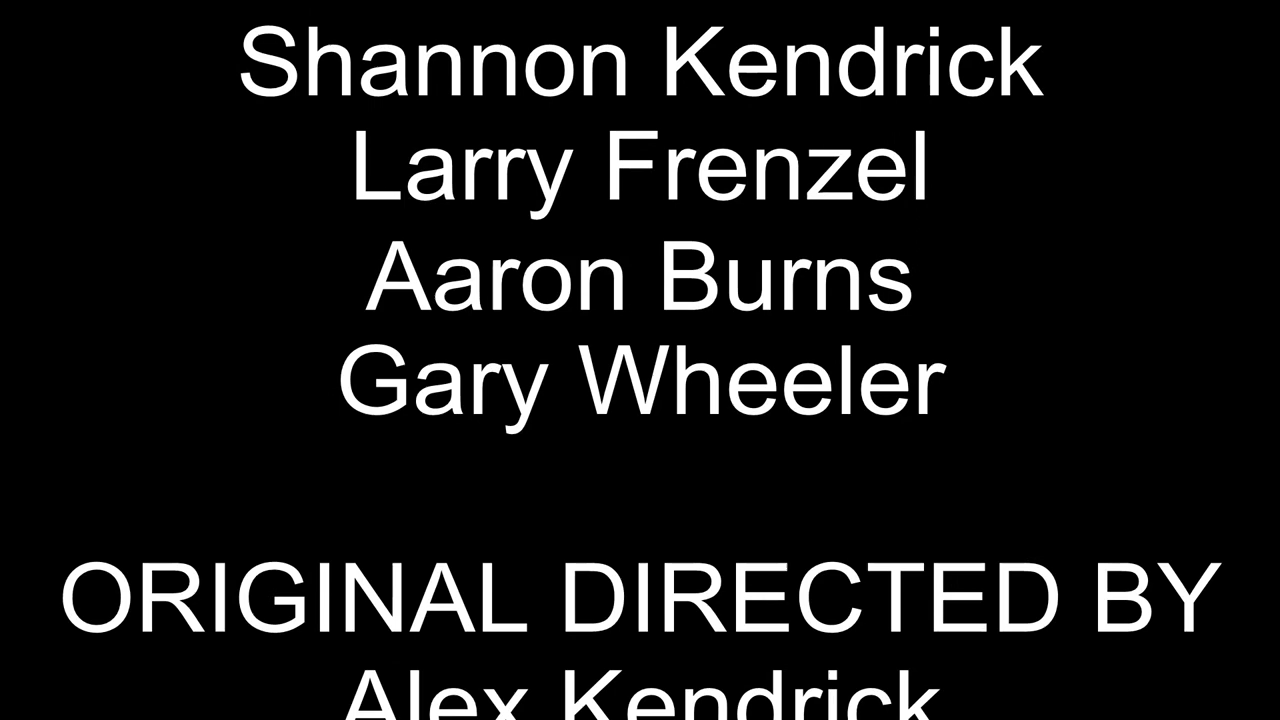 Shannon Kendrick
Larry Frenzel
Aaron Burns
Gary Wheeler
ORIGINAL DIRECTED BY
Alex Kendrick